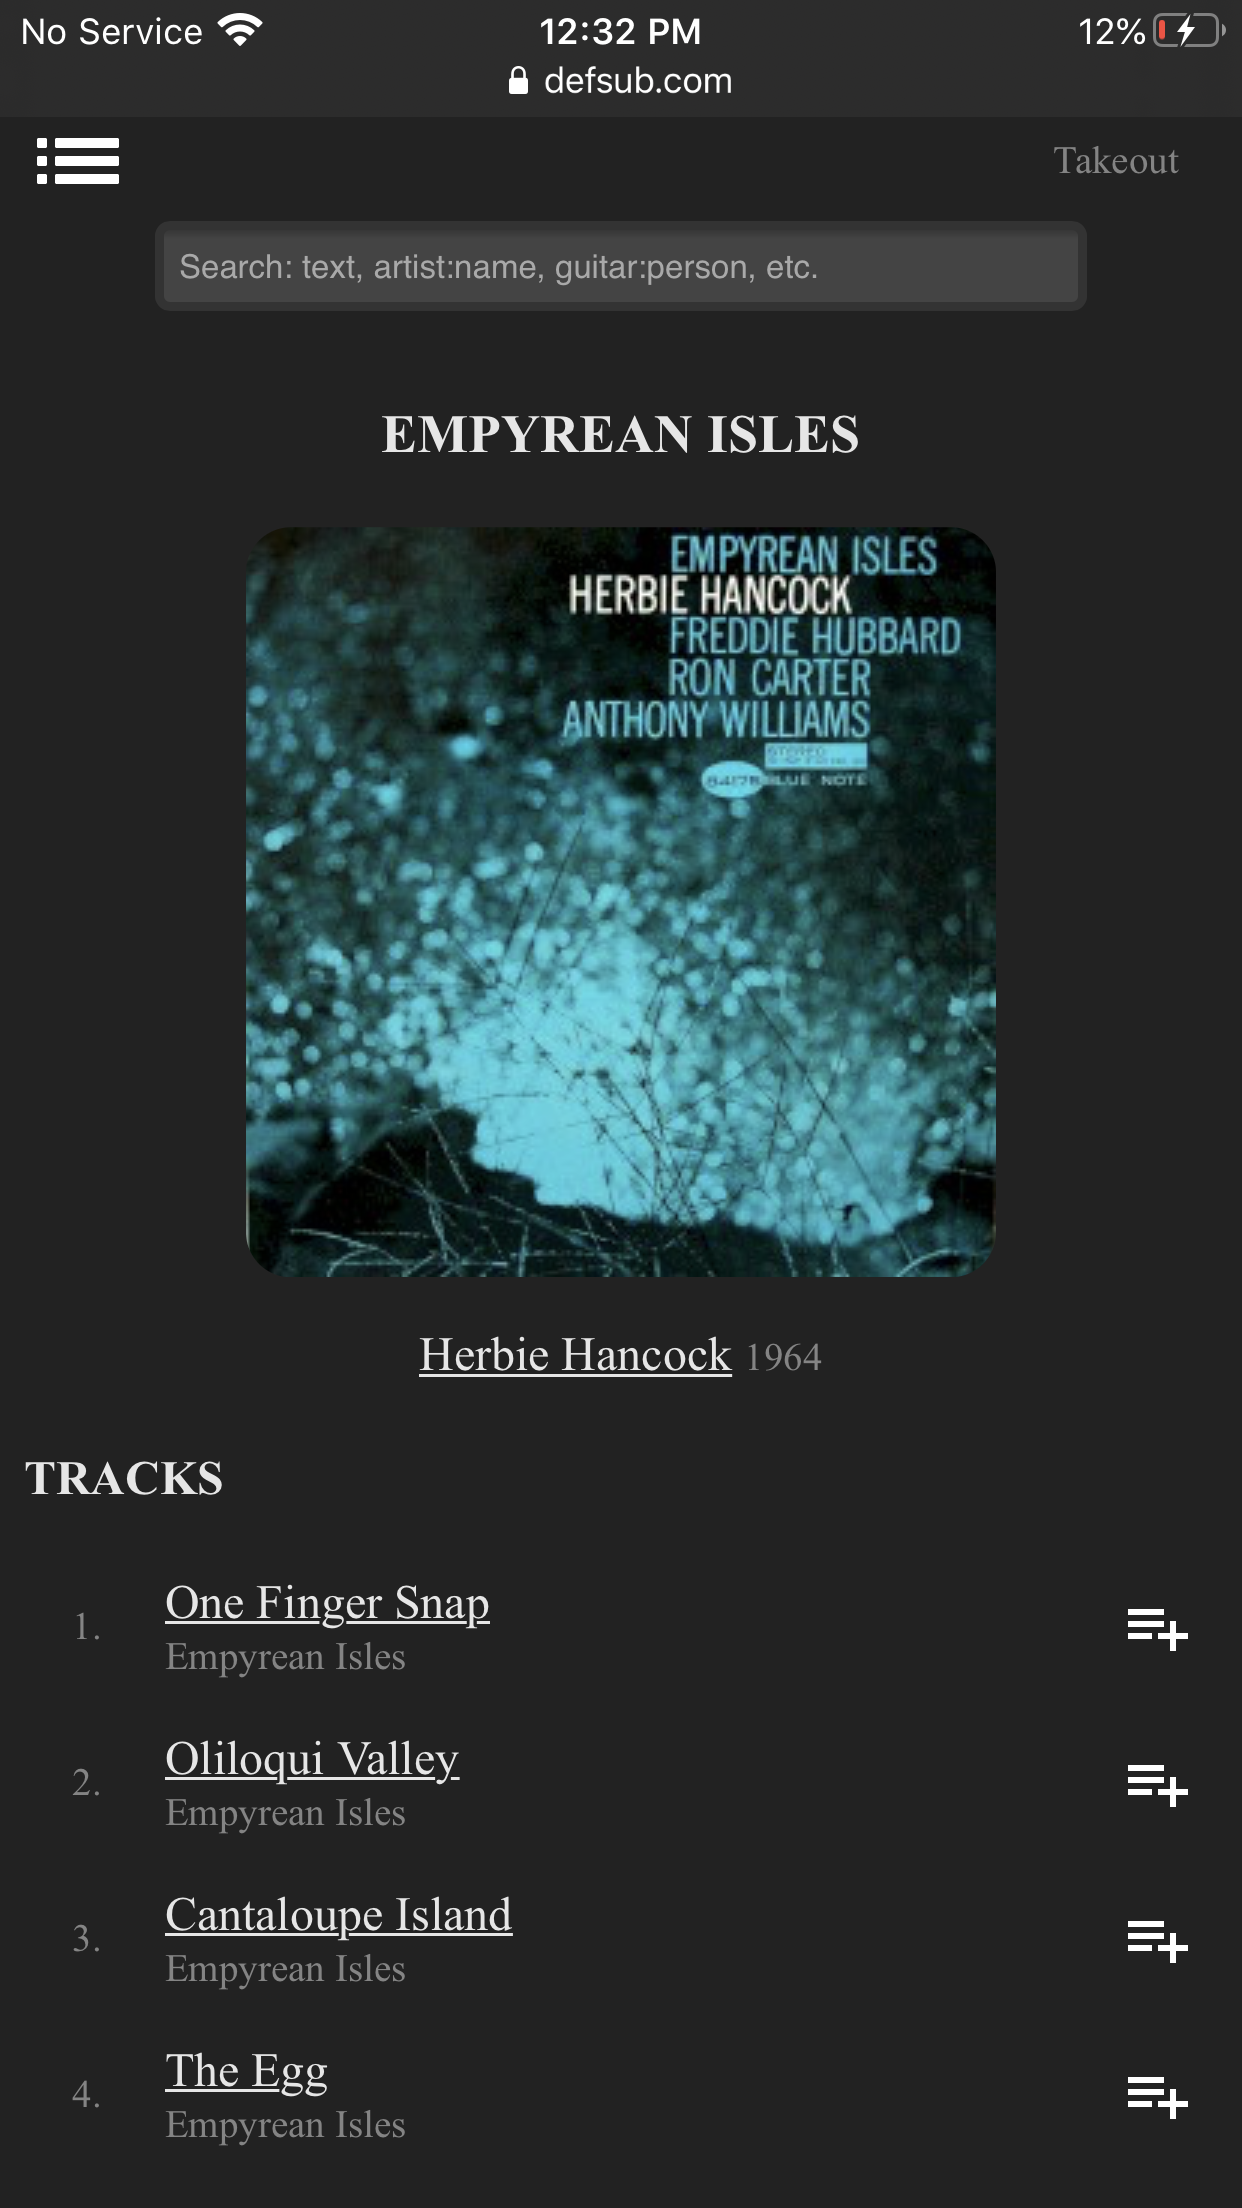 No Service 12:32 PM 12%
defsub.com
Takeout
Search: text, artist:name, guitar:person, etc.
EMPYREAN ISLES
EMPYREAN ISLES
HERBIE HANCOCK
FREDDIE HUBBARD
RON CARTER
ANTHONY WILLIAMS
STEREO
BLUE NOTE
Herbie Hancock 1964
TRACKS
1. One Finger Snap
Empyrean Isles
2. Oliloqui Valley
Empyrean Isles
3. Cantaloupe Island
Empyrean Isles
4. The Egg
Empyrean Isles